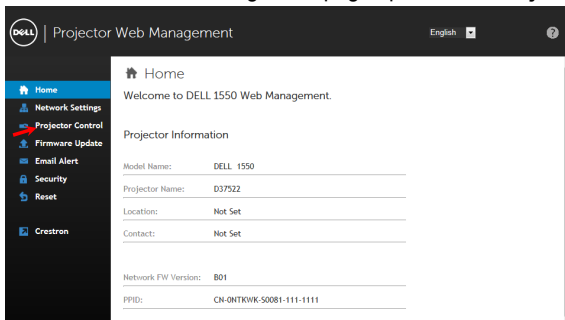 DELL | Projector Web Management English ?
Home
Network Settings
Projector Control
Firmware Update
Email Alert
Security
Reset
Crestron
Home
Welcome to DELL 1550 Web Management.
Projector Information
Model Name: DELL 1550
Projector Name: D37522
Location: Not Set
Contact: Not Set
Network FW Version: B01
PPID: CN-0NTKWK-S0081-111-1111